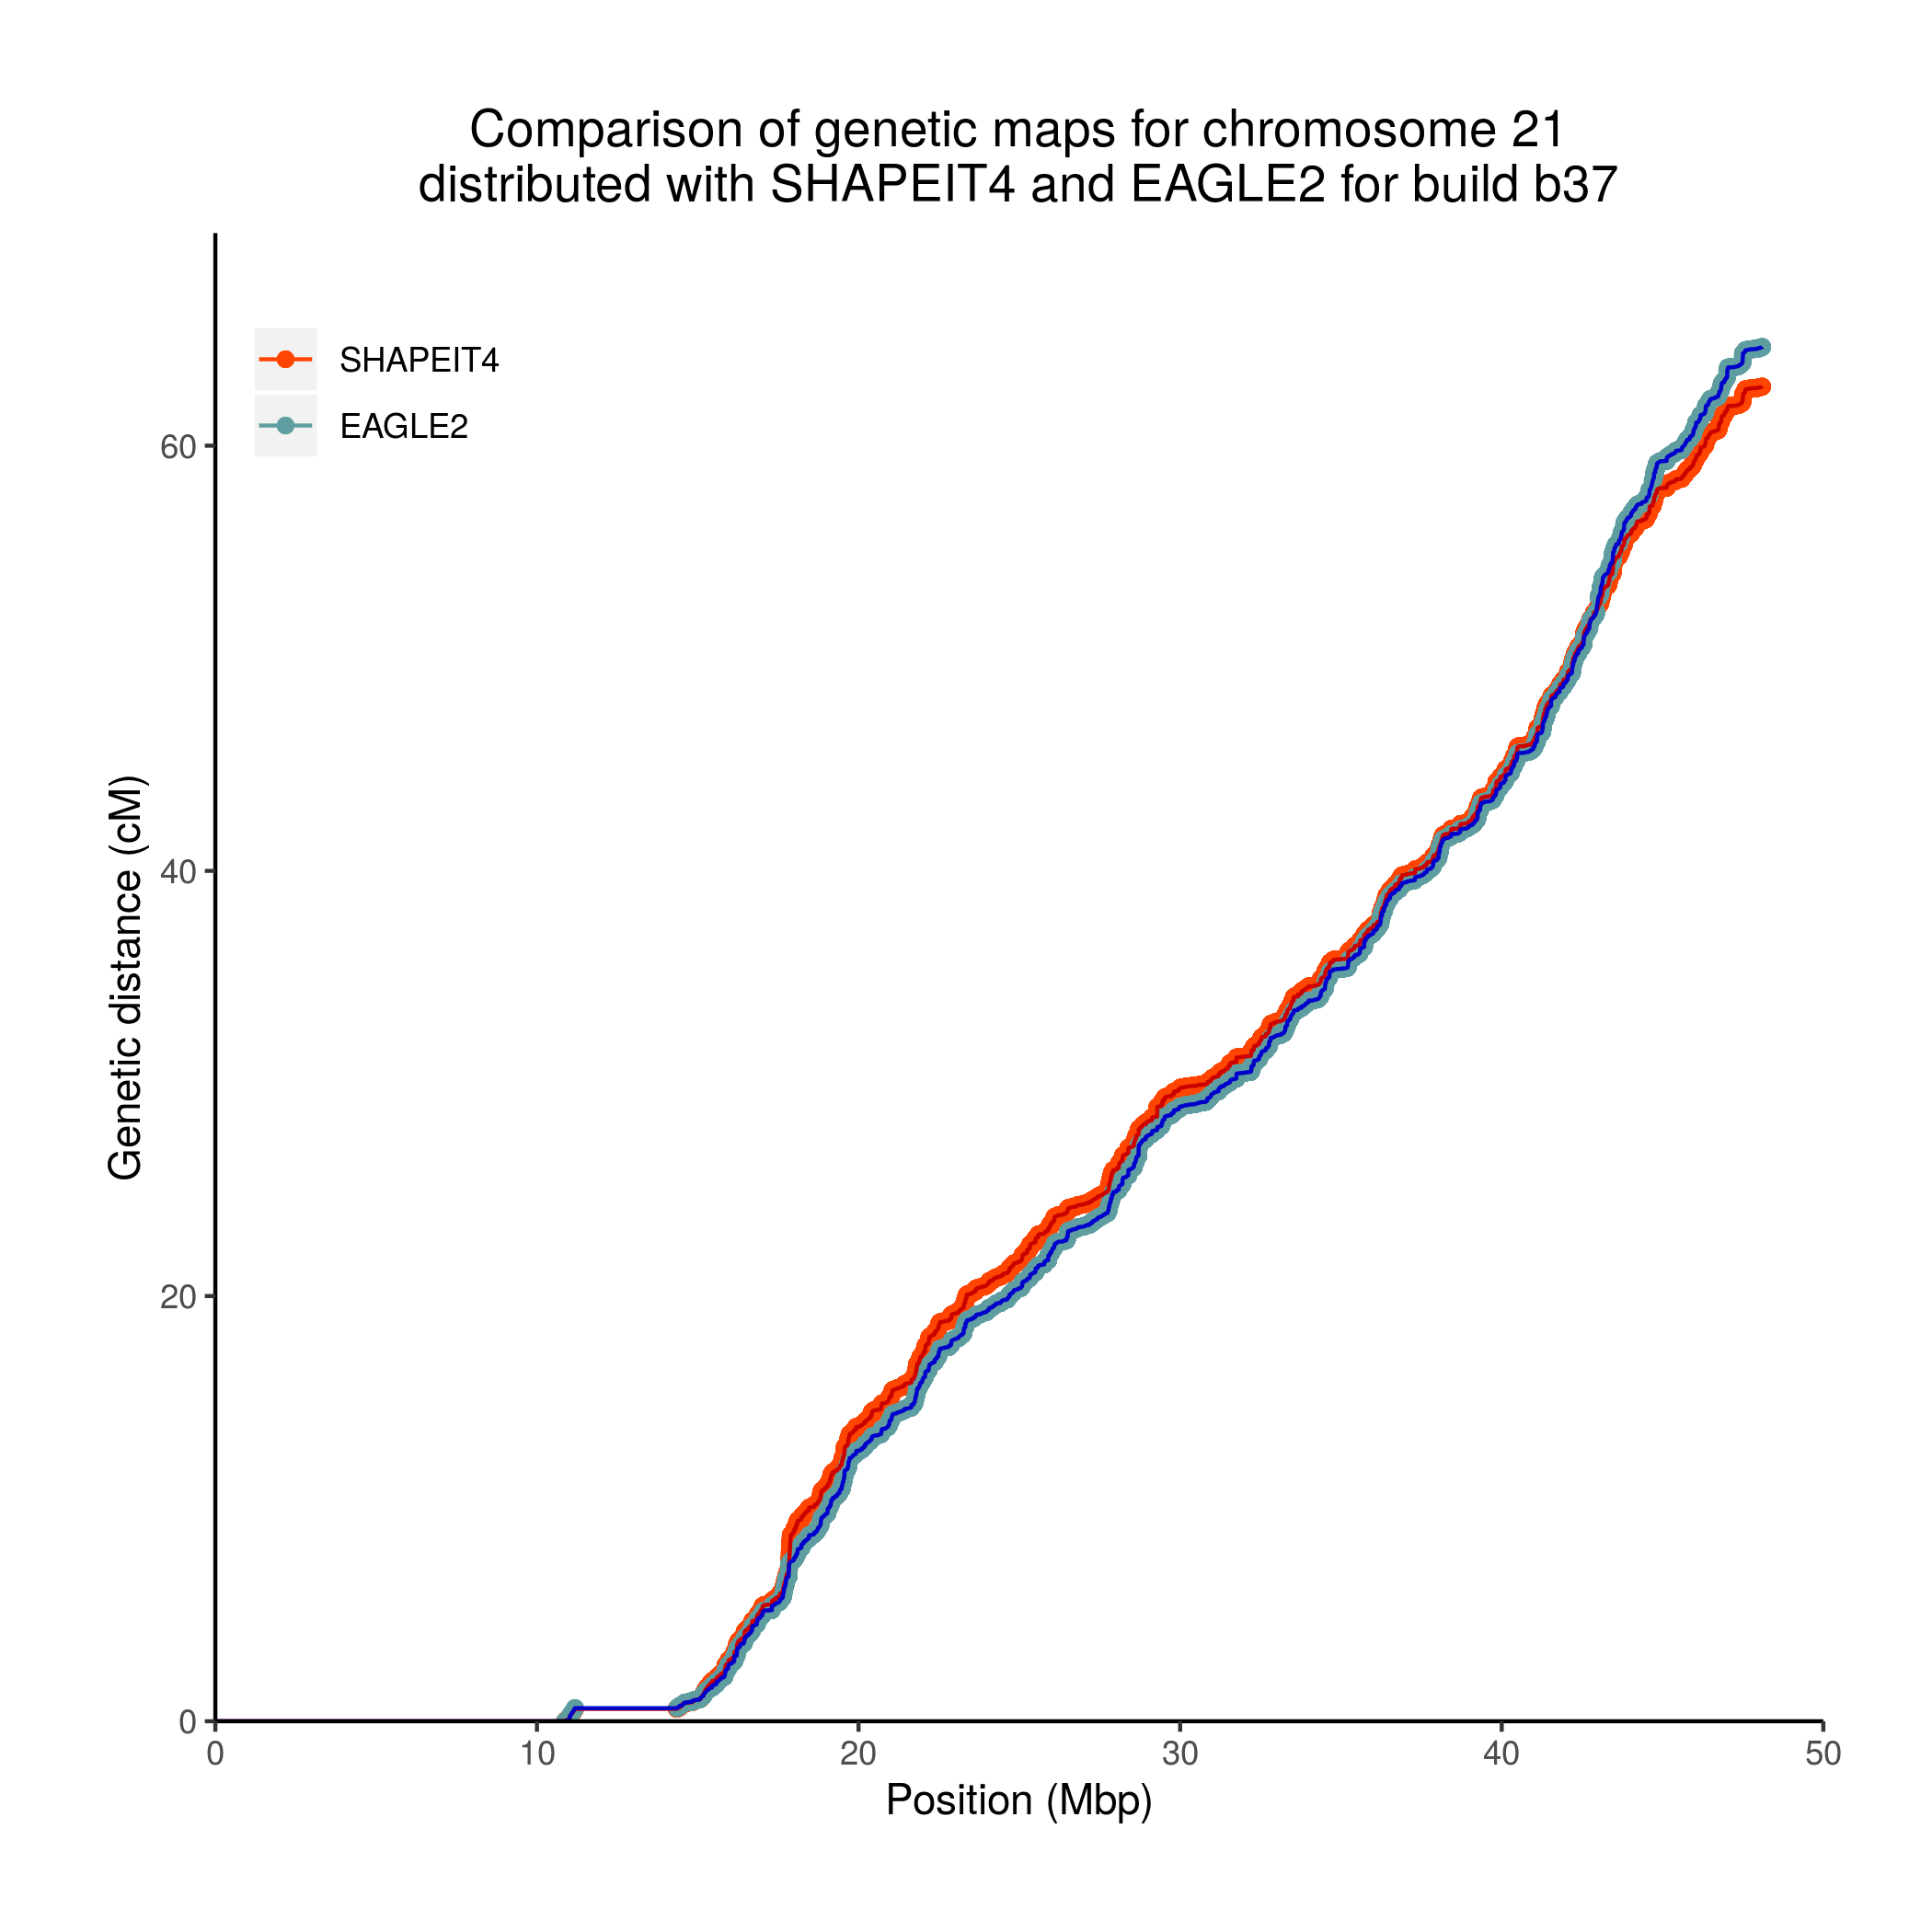 Comparison of genetic maps for chromosome 21
distributed with SHAPEIT4 and EAGLE2 for build b37
SHAPEIT4
EAGLE2
Genetic distance (cM)
60
40
20
0
0 10 20 30 40 50
Position (Mbp)